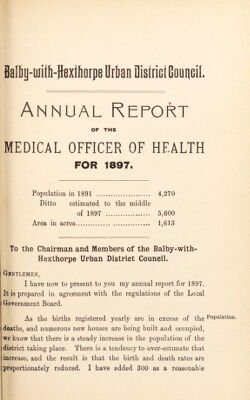 Balby-with-Hexthorpe Urban District Council.
ANNUAL REPORT
OF THE
MEDICAL OFFICER OF HEALTH
FOR 1897.
Population in 1891 ..................... 4,270
Ditto estimated to the middle
of 1897 .................. 5,600
Area in acres............................. 1,613
To the Chairman and Members of the Balby-with-
Hexthorpe Urban District Council.
GENTLEMEN,
I have now to present to you my annual report for 1897.
It is prepared in agreement with the regulations of the Local
Government Board.
As the births registered yearly are in excess of the Population.
deaths, and numerous new houses are being built and occupied,
we know that there is a steady increase in the population of the
district taking place. There is a tendency to over-estimate that
increase, and the result is that the birth and death rates are
proportionately reduced. I have added 300 as a reasonable